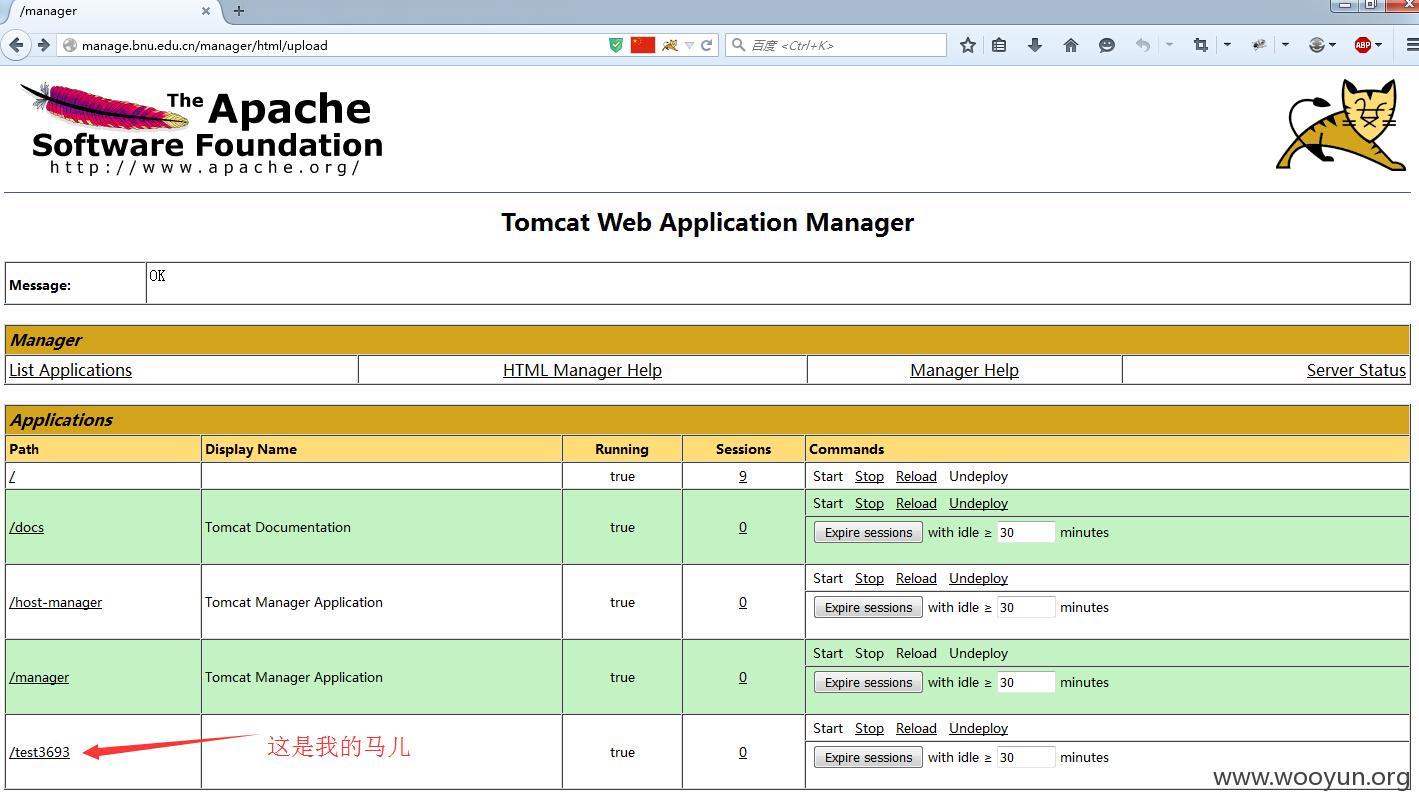 /manager
manage.bnu.edu.cn/manager/html/upload
百度 <Ctrl+K>
ABP
The Apache
Software Foundation
http://www.apache.org/
Tomcat Web Application Manager
Message: OK
Manager
List Applications HTML Manager Help Manager Help Server Status
Applications
Path Display Name Running Sessions Commands
/ true 9 Start Stop Reload Undeploy
Start Stop Reload Undeploy
/docs Tomcat Documentation true 0
Expire sessions with idle ≥ 30 minutes
Start Stop Reload Undeploy
/host-manager Tomcat Manager Application true 0
Expire sessions with idle ≥ 30 minutes
Start Stop Reload Undeploy
/manager Tomcat Manager Application true 0
Expire sessions with idle ≥ 30 minutes
Start Stop Reload Undeploy
/test3693 这是我的马儿 true 0
Expire sessions with idle ≥ 30 minutes
www.wooyun.org